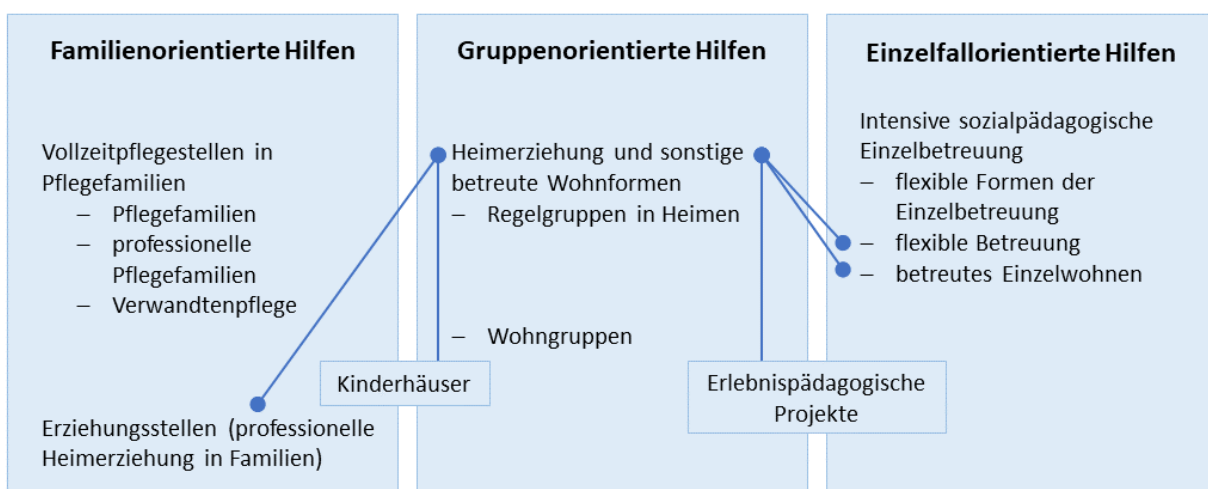 Familienorientierte Hilfen
Vollzeitpflegestellen in
Pflegefamilien
– Pflegefamilien
– professionelle
Pflegefamilien
– Verwandtenpflege
Erziehungsstellen (professionelle
Heimerziehung in Familien)
Kinderhäuser
Gruppenorientierte Hilfen
Heimerziehung und sonstige
betreute Wohnformen
– Regelgruppen in Heimen
– Wohngruppen
Erlebnispädagogische
Projekte
Einzelfallorientierte Hilfen
Intensive sozialpädagogische
Einzelbetreuung
– flexible Formen der
Einzelbetreuung
– flexible Betreuung
– betreutes Einzelwohnen